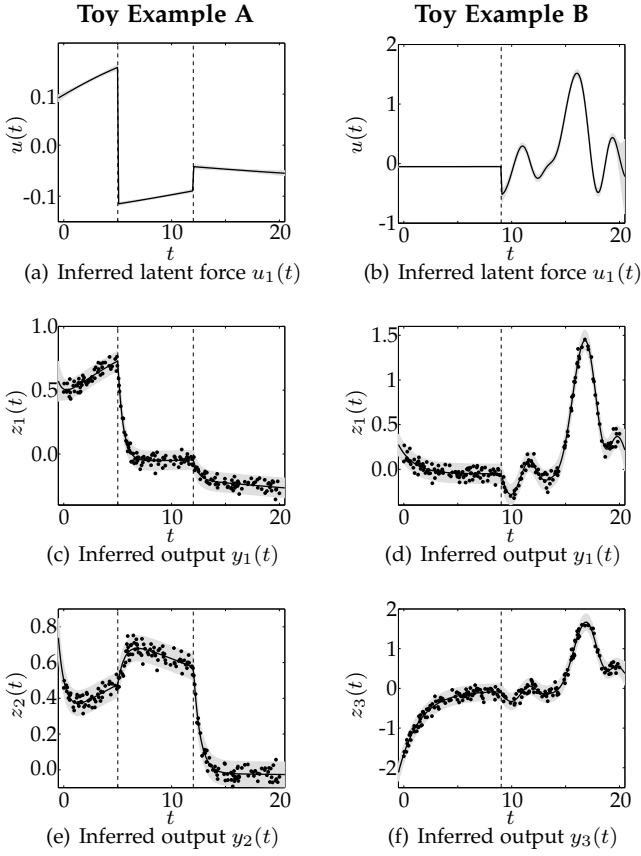 Toy Example A
Toy Example B
u(t)
0.1
0.0
-0.1
0
10
20
t
(a) Inferred latent force u₁(t)
u(t)
2
1
0
-1
0
10
20
t
(b) Inferred latent force u₁(t)
z₁(t)
1.0
0.5
0.0
0
10
20
t
(c) Inferred output y₁(t)
z₁(t)
1.5
1.0
0.5
0.0
0
10
20
t
(d) Inferred output y₁(t)
z₂(t)
0.8
0.6
0.4
0.2
0.0
0
10
20
t
(e) Inferred output y₂(t)
z₃(t)
2
1
0
-1
-2
0
10
20
t
(f) Inferred output y₃(t)